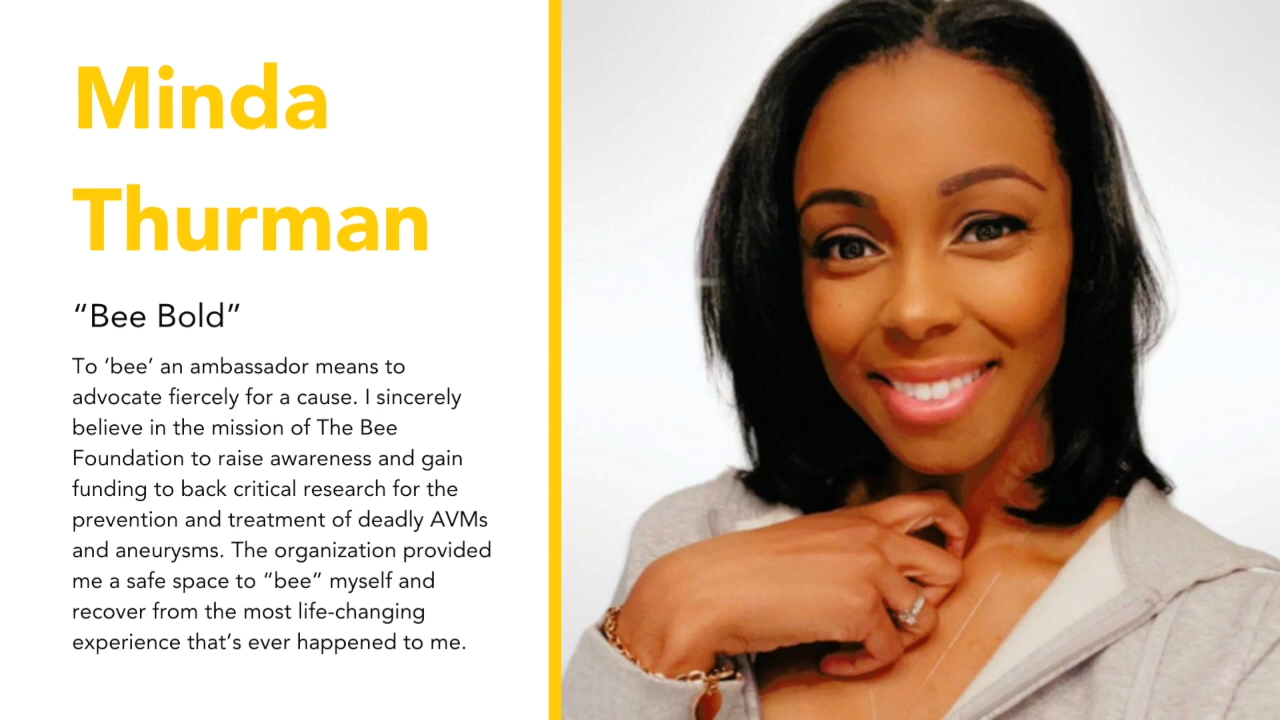 Minda
Thurman
“Bee Bold”
To ‘bee’ an ambassador means to
advocate fiercely for a cause. I sincerely
believe in the mission of The Bee
Foundation to raise awareness and gain
funding to back critical research for the
prevention and treatment of deadly AVMs
and aneurysms. The organization provided
me a safe space to “bee” myself and
recover from the most life-changing
experience that’s ever happened to me.